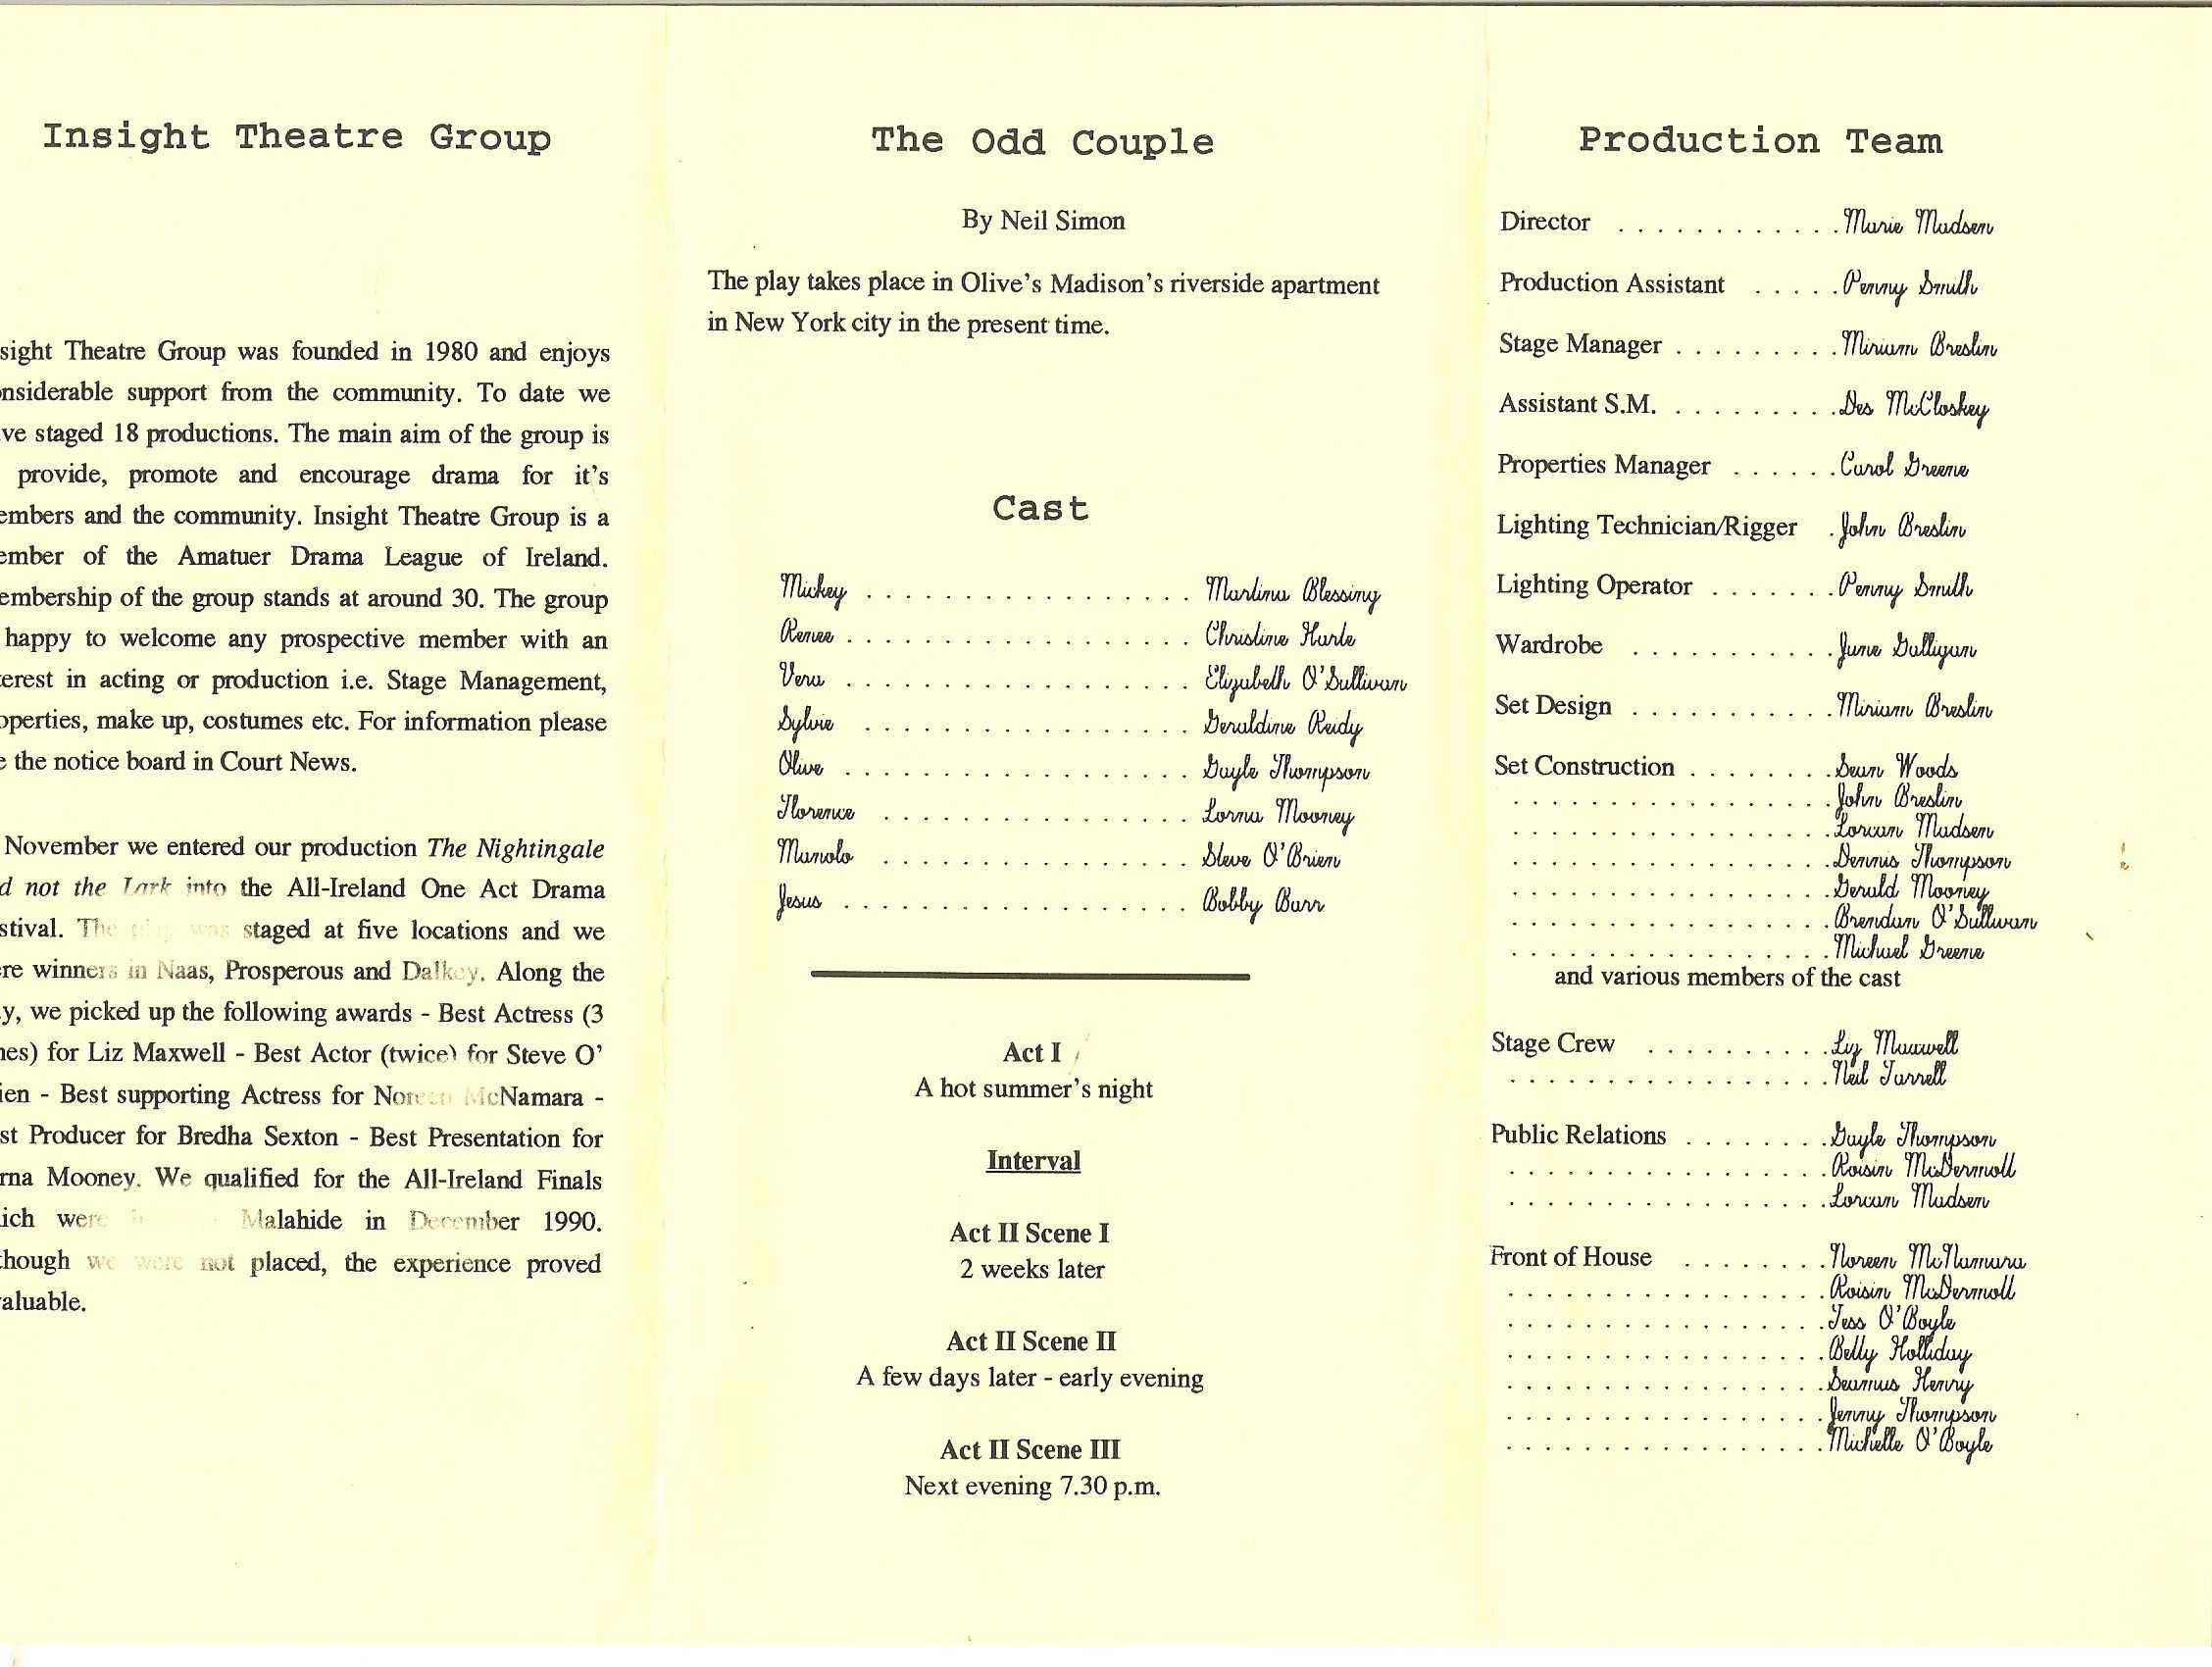 Insight Theatre Group
sight Theatre Group was founded in 1980 and enjoys
nsiderable support from the community. To date we
ve staged 18 productions. The main aim of the group is
provide, promote and encourage drama for it's
embers and the community. Insight Theatre Group is a
ember of the Amatuer Drama League of Ireland.
embership of the group stands at around 30. The group
happy to welcome any prospective member with an
terest in acting or production i.e. Stage Management,
operties, make up, costumes etc. For information please
e the notice board in Court News.
November we entered our production The Nightingale
d not the Lark into the All-Ireland One Act Drama
stival. The play was staged at five locations and we
re winners in Naas, Prosperous and Dalkey. Along the
y, we picked up the following awards - Best Actress (3
nes) for Liz Maxwell - Best Actor (twice) for Steve O'
ien - Best supporting Actress for Noreen McNamara -
st Producer for Bredha Sexton - Best Presentation for
rna Mooney. We qualified for the All-Ireland Finals
ich were Malahide in December 1990.
though we were not placed, the experience proved
valuable.
The Odd Couple
By Neil Simon
The play takes place in Olive's Madison's riverside apartment
in New York city in the present time.
Cast
Mickey . . . . . . . . . . . . . . . . . Martina Blessing
Renee . . . . . . . . . . . . . . . . . . Christine Harle
Vera . . . . . . . . . . . . . . . . . . Elizabeth O'Sullivan
Sylvie . . . . . . . . . . . . . . . . . Geraldine Reidy
Olive . . . . . . . . . . . . . . . . . . Gayle Thompson
Florence . . . . . . . . . . . . . . . . Lorna Mooney
Manolo . . . . . . . . . . . . . . . . Steve O'Brien
Jesus . . . . . . . . . . . . . . . . . . Bobby Barr
Act I
A hot summer's night
Interval
Act II Scene I
2 weeks later
Act II Scene II
A few days later - early evening
Act II Scene III
Next evening 7.30 p.m.
Production Team
Director . . . . . . . . . . . . Marie Madsen
Production Assistant . . . . . Penny Smith
Stage Manager . . . . . . . . . Miriam Breslin
Assistant S.M. . . . . . . . . . Des McCloskey
Properties Manager . . . . . . Carol Greene
Lighting Technician/Rigger . John Breslin
Lighting Operator . . . . . . . Penny Smith
Wardrobe . . . . . . . . . . . June Galligan
Set Design . . . . . . . . . . . Miriam Breslin
Set Construction . . . . . . . . Sean Woods
. . . . . . . . . . . . . . . . . . John Breslin
. . . . . . . . . . . . . . . . . . Lorcan Madsen
. . . . . . . . . . . . . . . . . . Dennis Thompson
. . . . . . . . . . . . . . . . . . Gerald Mooney
. . . . . . . . . . . . . . . . . . Brendan O'Sullivan
. . . . . . . . . . . . . . . . . . Michael Greene
and various members of the cast
Stage Crew . . . . . . . . . . Liz Maxwell
. . . . . . . . . . . . . . . . . . Neil Farrell
Public Relations . . . . . . . . Gayle Thompson
. . . . . . . . . . . . . . . . . . Roisin McDermott
. . . . . . . . . . . . . . . . . . Lorcan Madsen
Front of House . . . . . . . . Noreen McNamara
. . . . . . . . . . . . . . . . . . Roisin McDermott
. . . . . . . . . . . . . . . . . . Tess O'Boyle
. . . . . . . . . . . . . . . . . . Betty Holliday
. . . . . . . . . . . . . . . . . . Seamus Henry
. . . . . . . . . . . . . . . . . . Jenny Thompson
. . . . . . . . . . . . . . . . . . Michelle O'Boyle